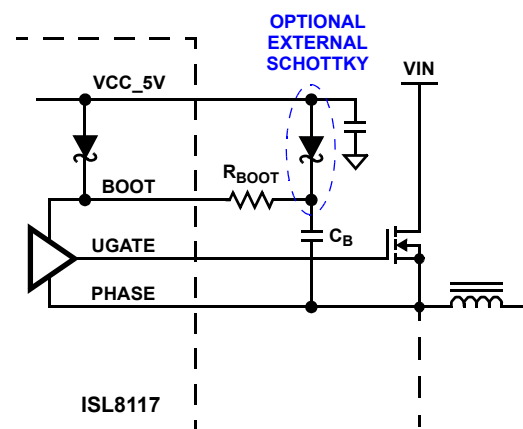 OPTIONAL
EXTERNAL
SCHOTTKY
VCC_5V
VIN
BOOT
RBOOT
CB
UGATE
PHASE
ISL8117